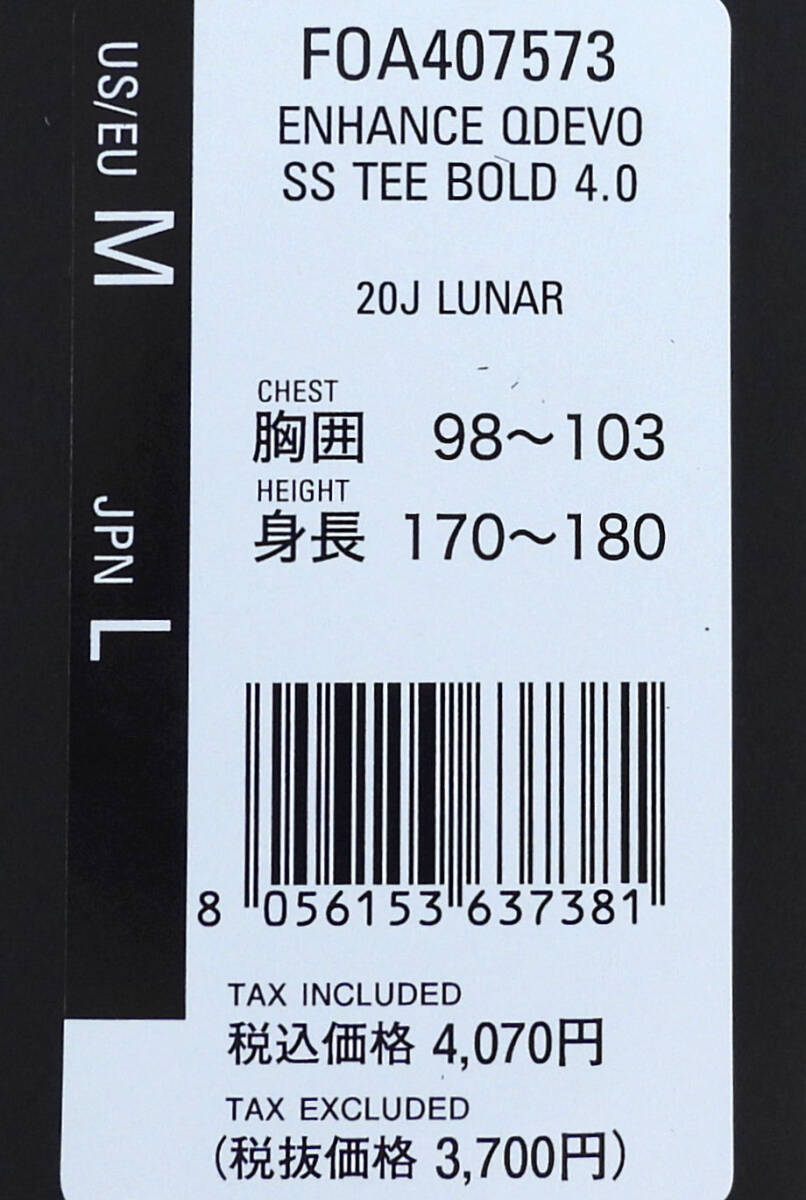 US/EU M
JPN L
FOA407573
ENHANCE QDEVO
SS TEE BOLD 4.0
20J LUNAR
CHEST
胸囲 98〜103
HEIGHT
身長 170〜180
8 056153 637381
TAX INCLUDED
税込価格 4,070円
TAX EXCLUDED
(税抜価格 3,700円)